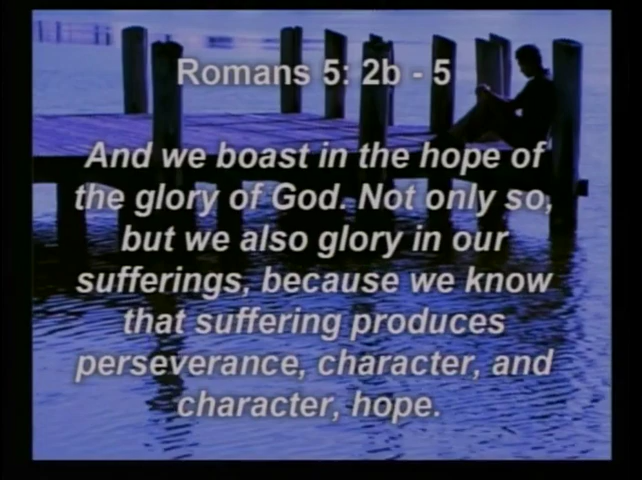 Romans 5: 2b - 5
And we boast in the hope of
the glory of God. Not only so,
but we also glory in our
sufferings, because we know
that suffering produces
perseverance, character, and
character, hope.